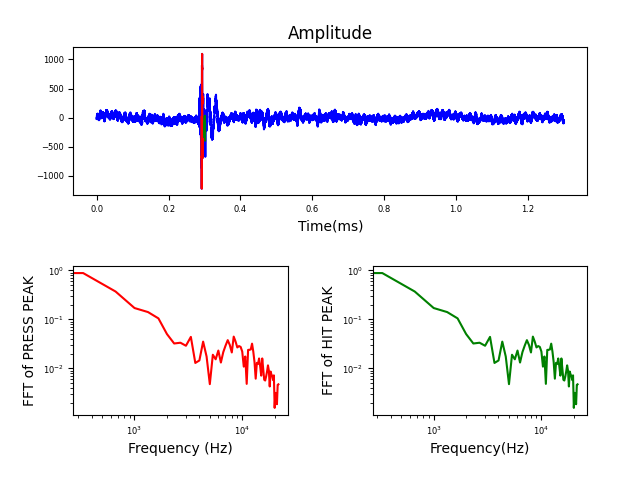 Amplitude
1000
500
0
−500
−1000
0.0 0.2 0.4 0.6 0.8 1.0 1.2
Time(ms)
FFT of PRESS PEAK
10⁰
10⁻¹
10⁻²
10³ 10⁴
Frequency (Hz)
FFT of HIT PEAK
10⁰
10⁻¹
10⁻²
10³ 10⁴
Frequency(Hz)